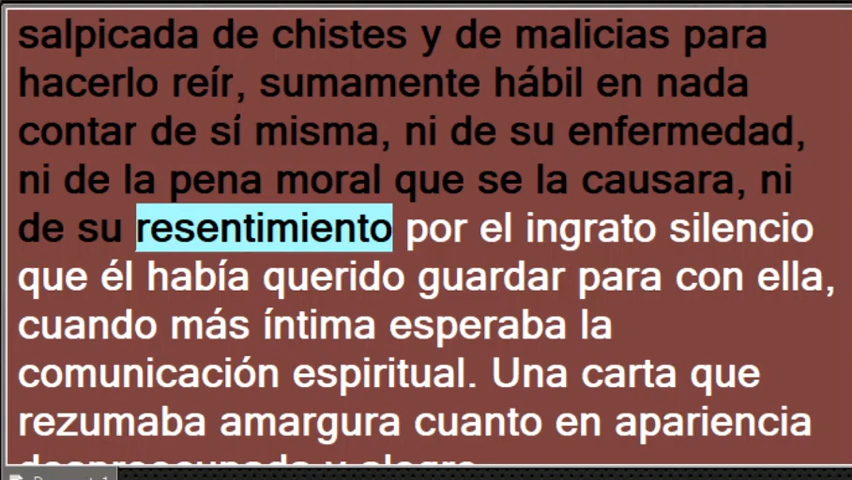 salpicada de chistes y de malicias para
hacerlo reír, sumamente hábil en nada
contar de sí misma, ni de su enfermedad,
ni de la pena moral que se la causara, ni
de su resentimiento por el ingrato silencio
que él había querido guardar para con ella,
cuando más íntima esperaba la
comunicación espiritual. Una carta que
rezumaba amargura cuanto en apariencia